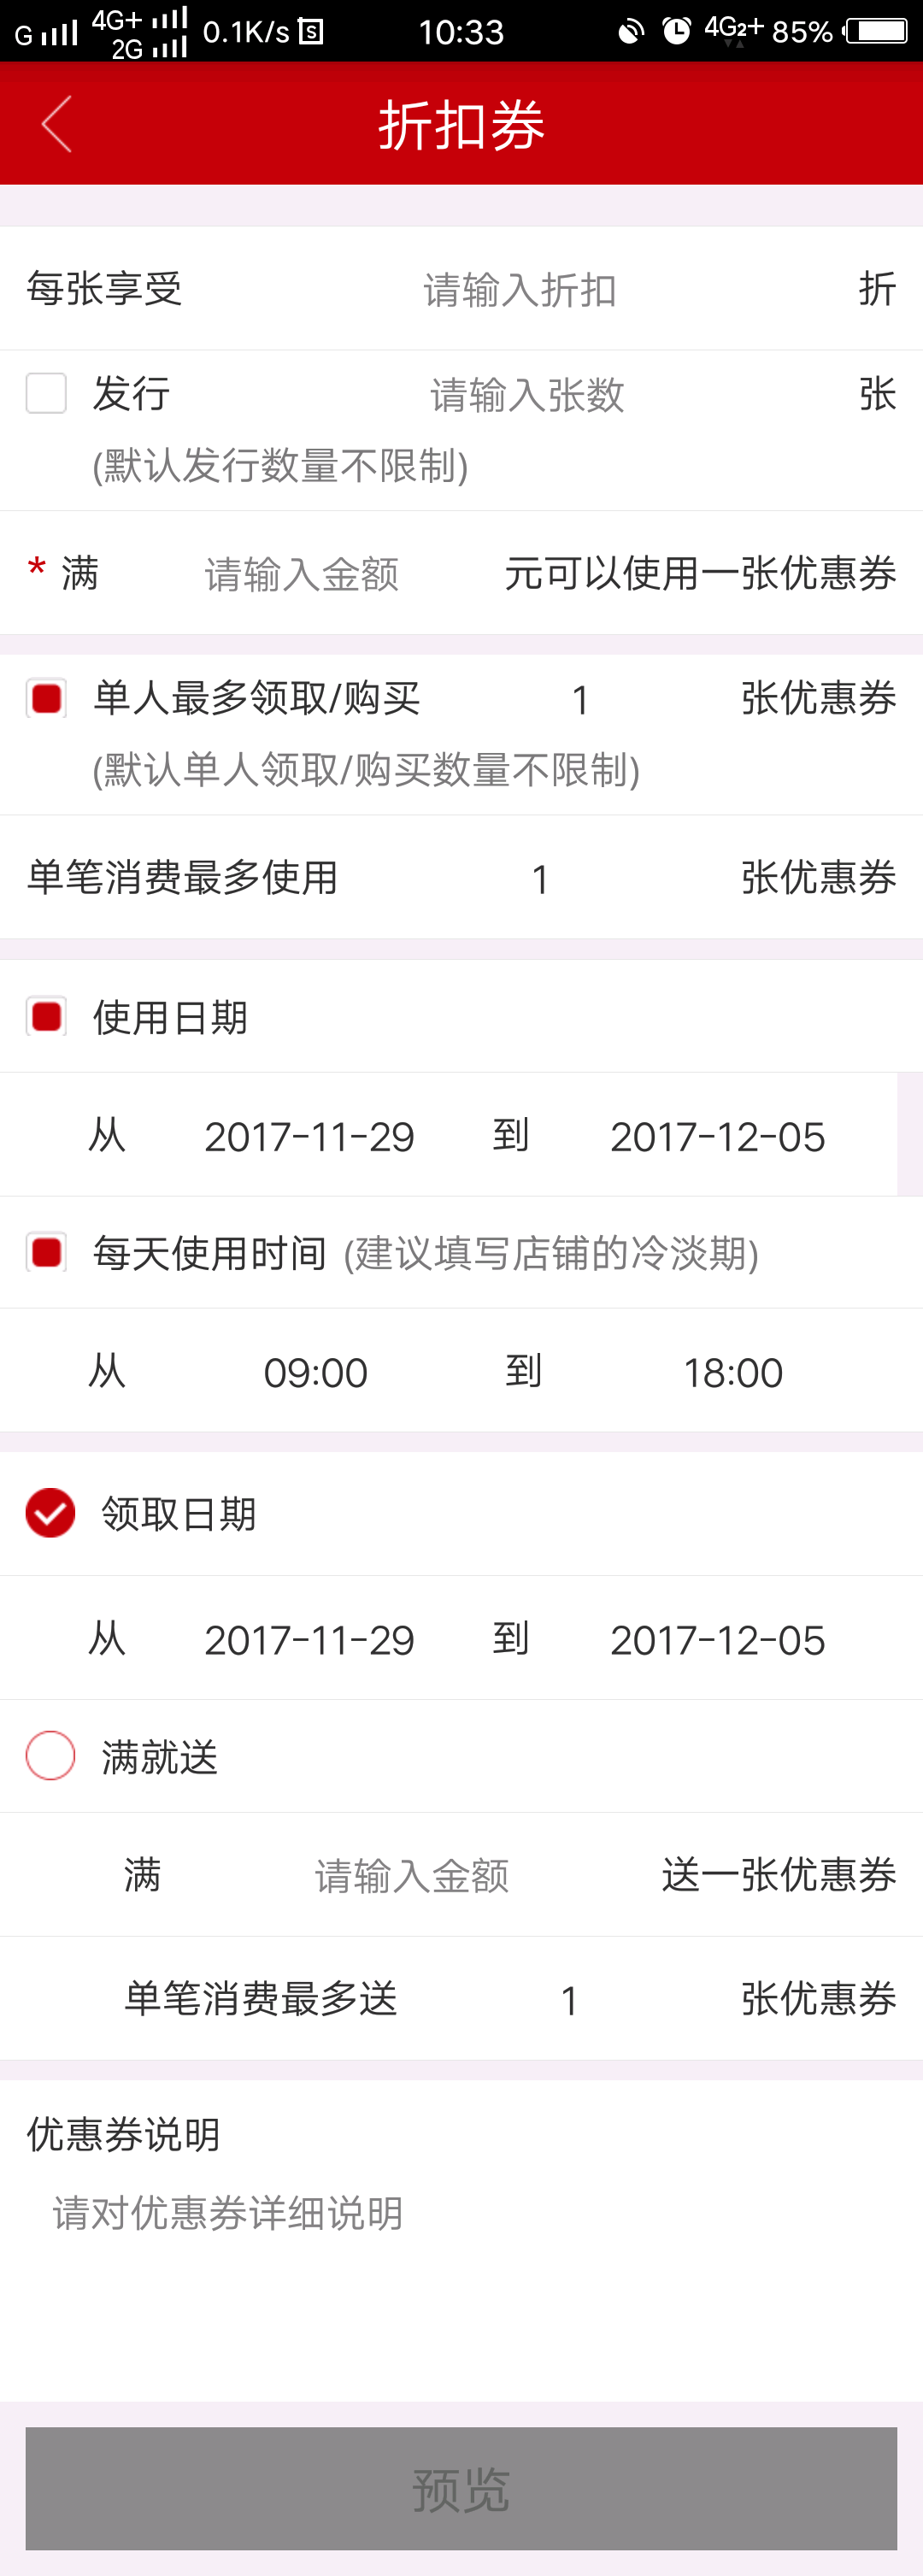 G 4G+ 2G 0.1K/s S 10:33 4G2+ 85%
折扣券
每张享受 请输入折扣 折
发行 请输入张数 张
(默认发行数量不限制)
* 满 请输入金额 元可以使用一张优惠券
单人最多领取/购买 1 张优惠券
(默认单人领取/购买数量不限制)
单笔消费最多使用 1 张优惠券
使用日期
从 2017-11-29 到 2017-12-05
每天使用时间 (建议填写店铺的冷淡期)
从 09:00 到 18:00
领取日期
从 2017-11-29 到 2017-12-05
满就送
满 请输入金额 送一张优惠券
单笔消费最多送 1 张优惠券
优惠券说明
请对优惠券详细说明
预览